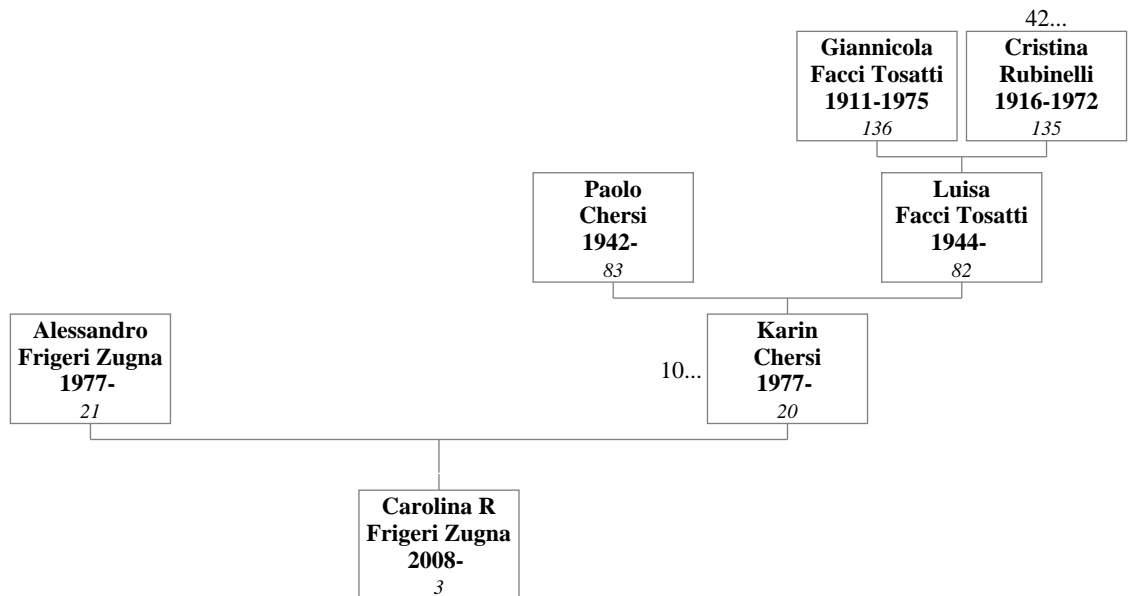 42...
Giannicola
Facci Tosatti
1911-1975
136
Cristina
Rubinelli
1916-1972
135
Paolo
Chersi
1942-
83
Luisa
Facci Tosatti
1944-
82
Alessandro
Frigeri Zugna
1977-
21
10...
Karin
Chersi
1977-
20
Carolina R
Frigeri Zugna
2008-
3